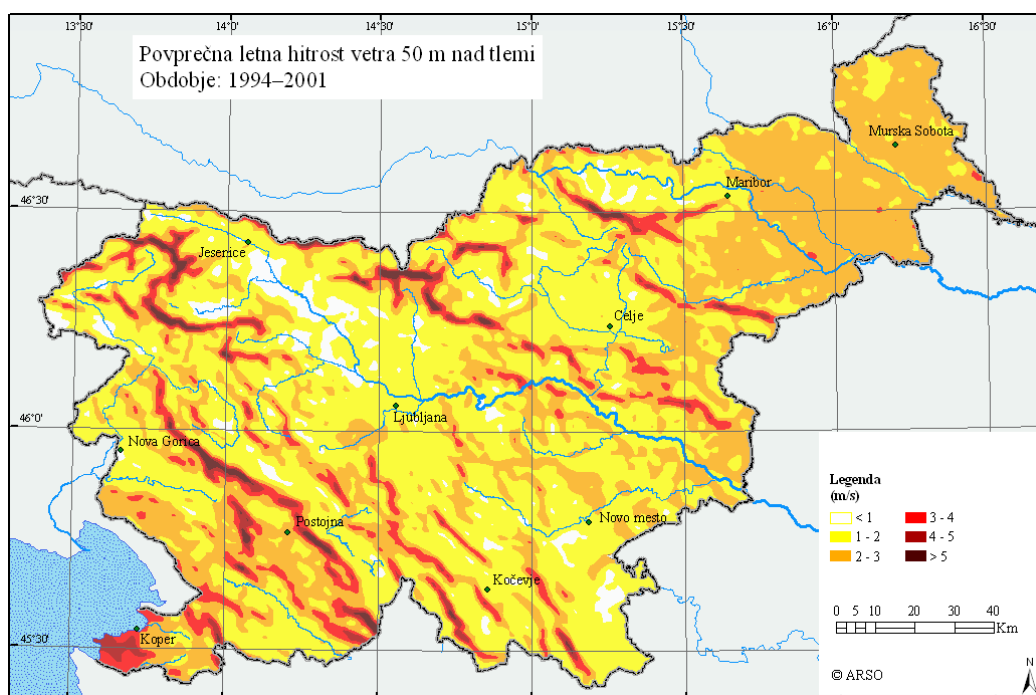 13°30'
14°0'
14°30'
15°0'
15°30'
16°0'
16°30'
Povprečna letna hitrost vetra 50 m nad tlemi
Obdobje: 1994–2001
Murska Sobota
Maribor
46°30'
Jesenice
Celje
Ljubljana
46°0'
Nova Gorica
Postojna
Novo mesto
Kočevje
Koper
45°30'
Legenda
(m/s)
< 1
3 - 4
1 - 2
4 - 5
2 - 3
> 5
0 5 10 20 30 40
Km
© ARSO
N